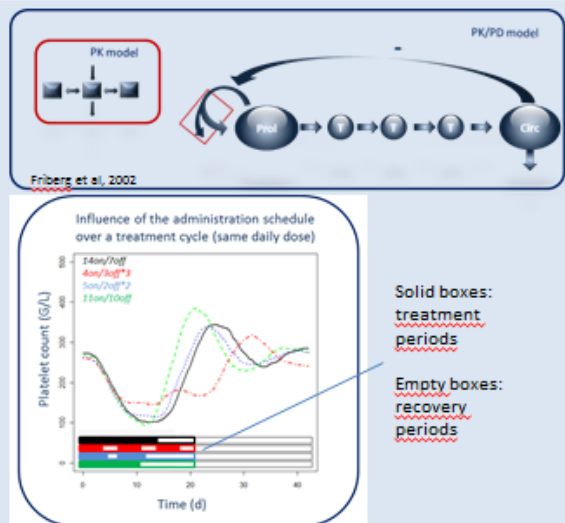 PK model
PK/PD model
-
Prol
T
T
T
Circ
Friberg et al, 2002
Influence of the administration schedule
over a treatment cycle (same daily dose)
14on/7off
4on/3off*3
5on/2off*2
11on/10off
Platelet count (G/L)
500
400
300
200
100
0
0
10
20
30
40
Time (d)
Solid boxes:
treatment
periods
Empty boxes:
recovery
periods